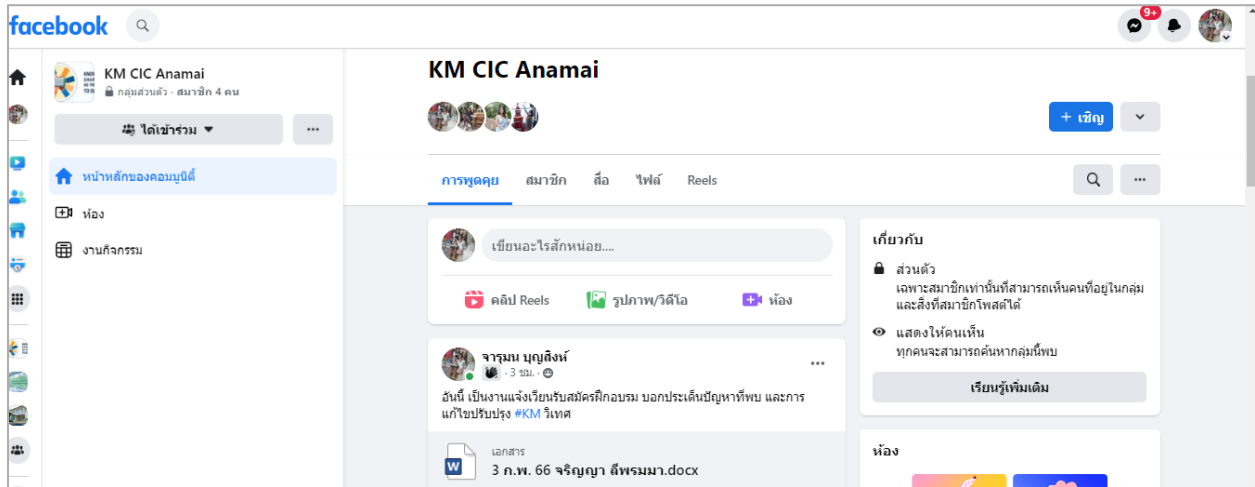 facebook
9+
KM CIC Anamai
กลุ่มส่วนตัว · สมาชิก 4 คน
ได้เข้าร่วม
หน้าหลักของคอมมูนิตี้
ห้อง
งานกิจกรรม
KM CIC Anamai
+ เชิญ
การพูดคุย สมาชิก สื่อ ไฟล์ Reels
เขียนอะไรสักหน่อย....
คลิป Reels รูปภาพ/วิดีโอ ห้อง
จารุมน บุญสิงห์
· 3 ชม. ·
อันนี้ เป็นงานแจ้งเวียนรับสมัครฝึกอบรม บอกประเด็นปัญหาที่พบ และการ
แก้ไขปรับปรุง #KM วิเทศ
เอกสาร
W
3 ก.พ. 66 จริญญา ลีพรมมา.docx
เกี่ยวกับ
ส่วนตัว
เฉพาะสมาชิกเท่านั้นที่สามารถเห็นคนที่อยู่ในกลุ่ม
และสิ่งที่สมาชิกโพสต์ได้
แสดงให้คนเห็น
ทุกคนจะสามารถค้นหากลุ่มนี้พบ
เรียนรู้เพิ่มเติม
ห้อง